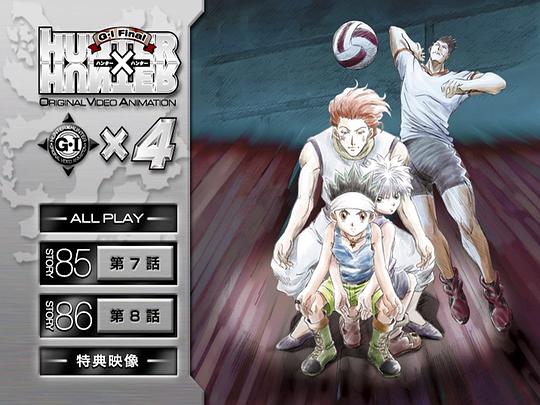 G·I Final
HUNTER
ハンター×ハンター
HUNTER
ORIGINAL VIDEO ANIMATION
G·I
×4
ALL PLAY
STORY 85 第7話
STORY 86 第8話
特典映像